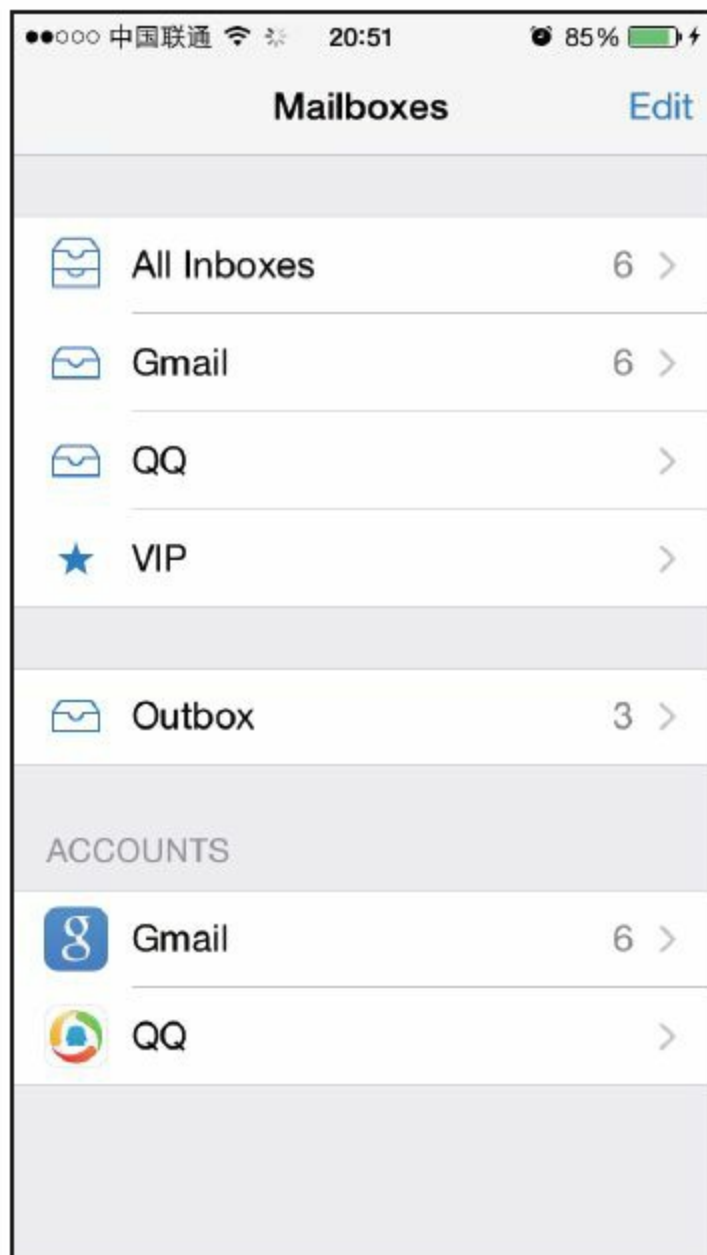 中国联通 20:51 85%
Mailboxes Edit
All Inboxes 6
Gmail 6
QQ
VIP
Outbox 3
ACCOUNTS
g Gmail 6
QQ